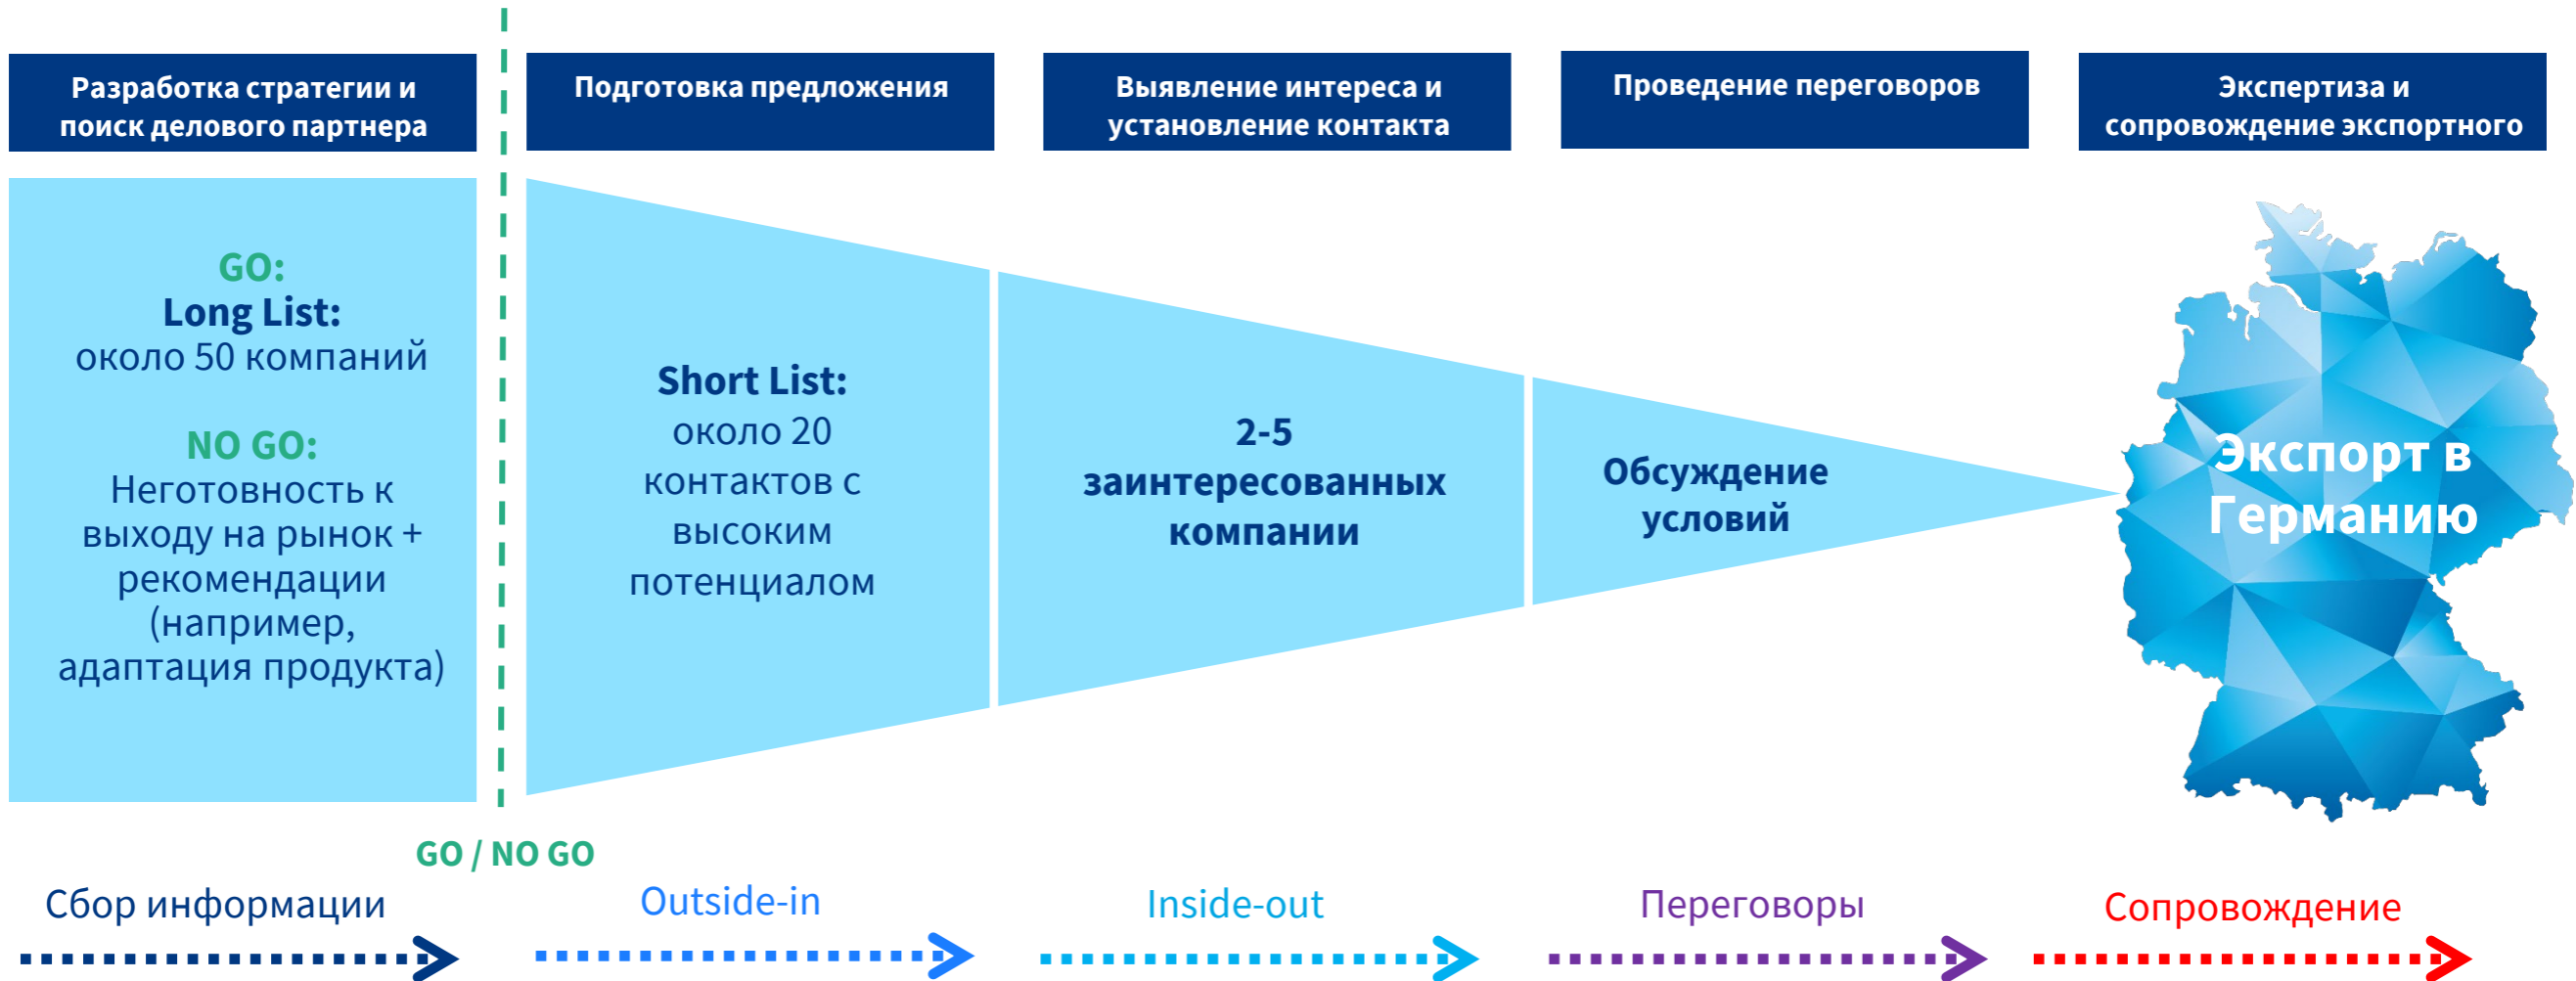 Разработка стратегии и
поиск делового партнера
Подготовка предложения
Выявление интереса и
установление контакта
Проведение переговоров
Экспертиза и
сопровождение экспортного
GO:
Long List:
около 50 компаний
NO GO:
Неготовность к
выходу на рынок +
рекомендации
(например,
адаптация продукта)
Short List:
около 20
контактов с
высоким
потенциалом
2-5
заинтересованных
компании
Обсуждение
условий
Экспорт в
Германию
GO / NO GO
Сбор информации
Outside-in
Inside-out
Переговоры
Сопровождение